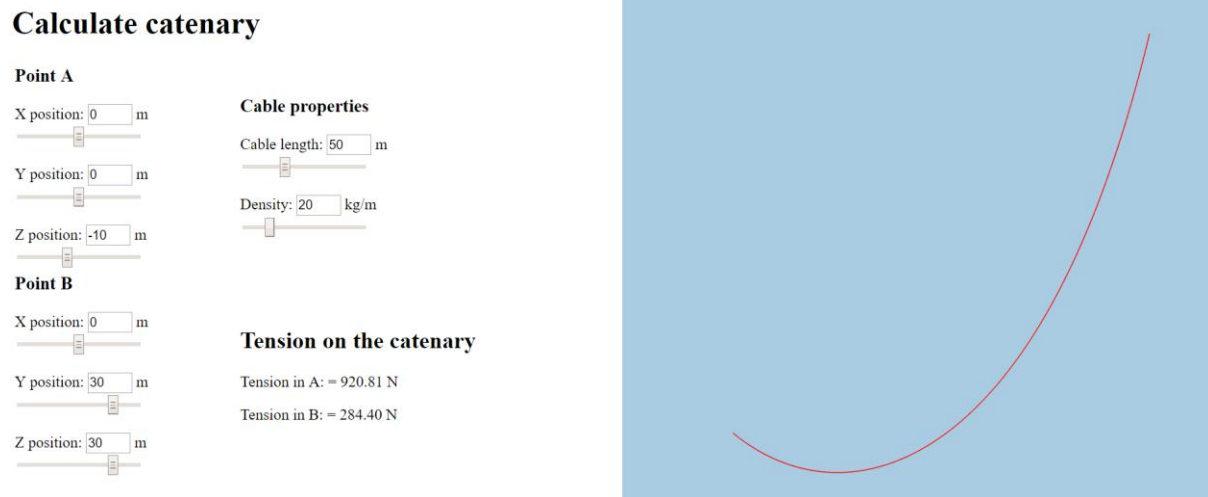 Calculate catenary
Point A
X position: 0 m
Y position: 0 m
Z position: -10 m
Point B
X position: 0 m
Y position: 30 m
Z position: 30 m
Cable properties
Cable length: 50 m
Density: 20 kg/m
Tension on the catenary
Tension in A: = 920.81 N
Tension in B: = 284.40 N